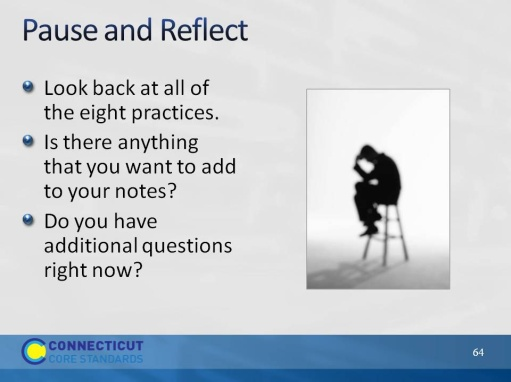 Pause and Reflect
Look back at all of
the eight practices.
Is there anything
that you want to add
to your notes?
Do you have
additional questions
right now?
CONNECTICUT
CORE STANDARDS
64